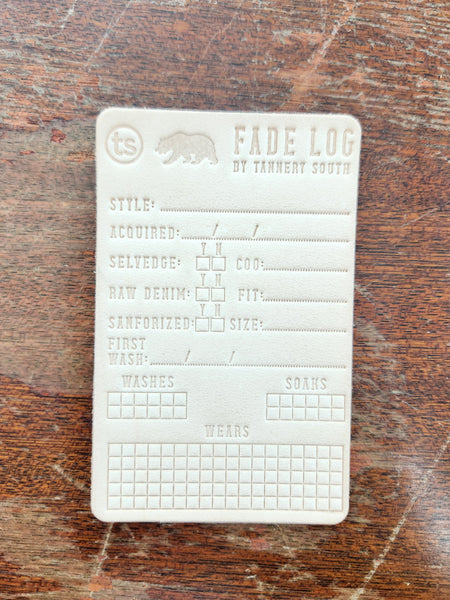 ts
FADE LOG
BY TANNERY SOUTH
STYLE:
ACQUIRED: / /
Y N
SELVEDGE: COO:
Y N
RAW DENIM: FIT:
Y N
SANFORIZED: SIZE:
FIRST
WASH: / /
WASHES SOAKS
WEARS